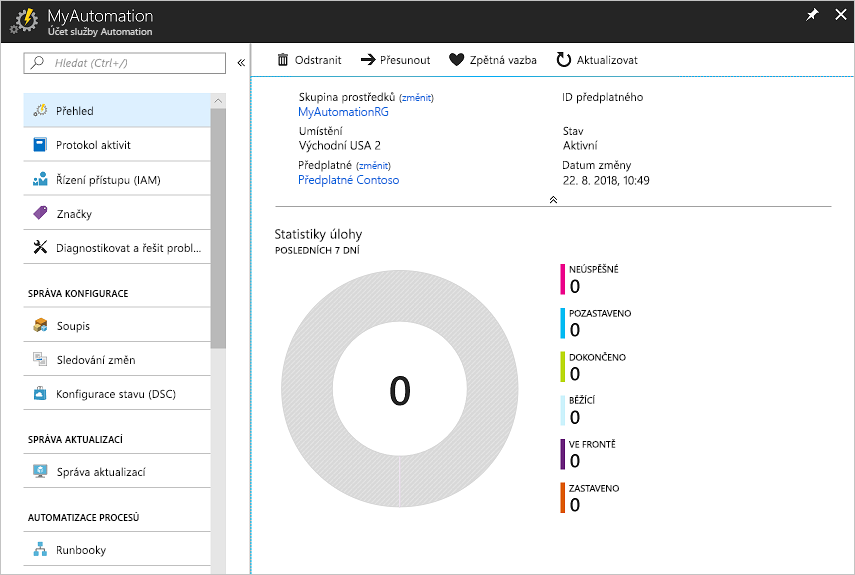 MyAutomation
Účet služby Automation
Hledat (Ctrl+/)
Přehled
Protokol aktivit
Řízení přístupu (IAM)
Značky
Diagnostikovat a řešit probl...
SPRÁVA KONFIGURACE
Soupis
Sledování změn
Konfigurace stavu (DSC)
SPRÁVA AKTUALIZACÍ
Správa aktualizací
AUTOMATIZACE PROCESŮ
Runbooky
Odstranit
Přesunout
Zpětná vazba
Aktualizovat
Skupina prostředků (změnit)
MyAutomationRG
Umístění
Východní USA 2
Předplatné (změnit)
Předplatné Contoso
ID předplatného
Stav
Aktivní
Datum změny
22. 8. 2018, 10:49
Statistiky úlohy
POSLEDNÍCH 7 DNÍ
0
NEÚSPĚŠNÉ
0
POZASTAVENO
0
DOKONČENO
0
BĚŽÍCÍ
0
VE FRONTĚ
0
ZASTAVENO
0